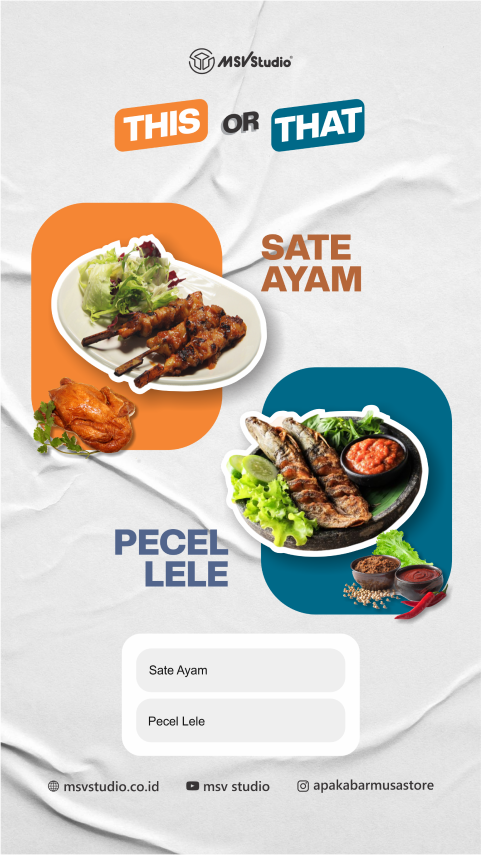 MSVStudio
THIS OR THAT
SATE
AYAM
PECEL
LELE
Sate Ayam
Pecel Lele
msvstudio.co.id msv studio apakabarmusastore